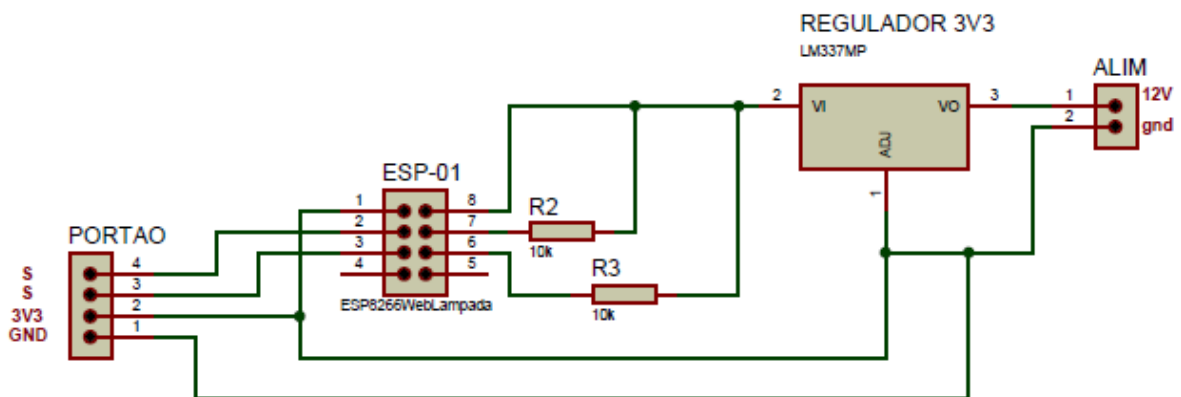 REGULADOR 3V3
LM337MP
ALIM
2 VI VO 3 1 12V
2 gnd
ADJ
1
ESP-01
1 8
2 7 R2
3 6 10k
4 5 R3
ESP8266WebLampada 10k
PORTAO
S 4
S 3
3V3 2
GND 1